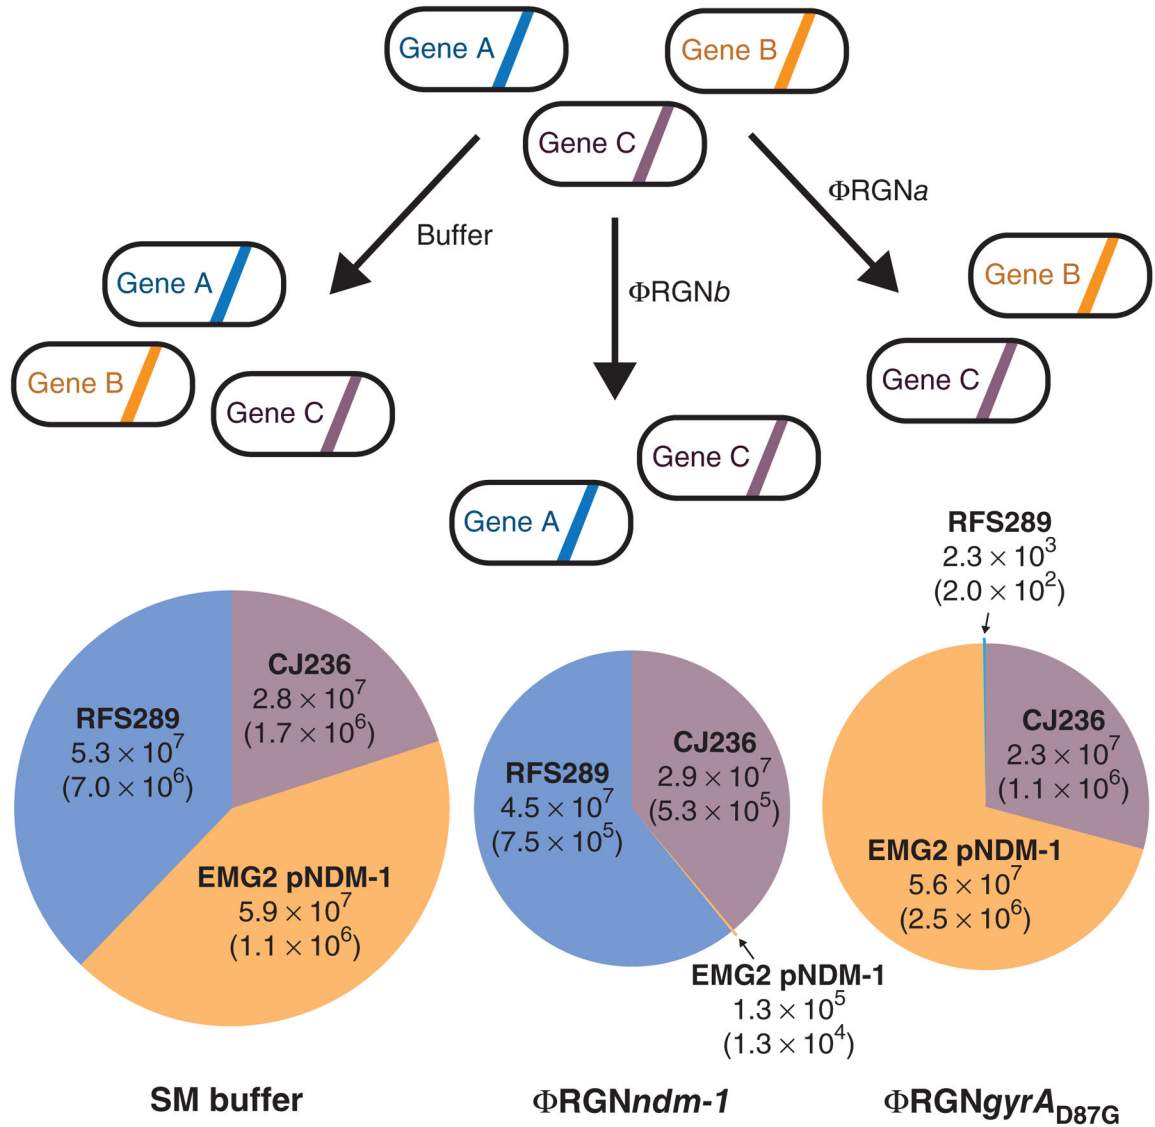 Gene A
Gene B
Gene C
Buffer
ΦRGNb
ΦRGNa
Gene A
Gene B
Gene C
Gene C
Gene A
Gene B
Gene C
RFS289
5.3 × 10⁷
(7.0 × 10⁶)
CJ236
2.8 × 10⁷
(1.7 × 10⁶)
EMG2 pNDM-1
5.9 × 10⁷
(1.1 × 10⁶)
SM buffer
RFS289
4.5 × 10⁷
(7.5 × 10⁵)
CJ236
2.9 × 10⁷
(5.3 × 10⁵)
EMG2 pNDM-1
1.3 × 10⁵
(1.3 × 10⁴)
ΦRGNndm-1
RFS289
2.3 × 10³
(2.0 × 10²)
CJ236
2.3 × 10⁷
(1.1 × 10⁶)
EMG2 pNDM-1
5.6 × 10⁷
(2.5 × 10⁶)
ΦRGNgyrA_D87G